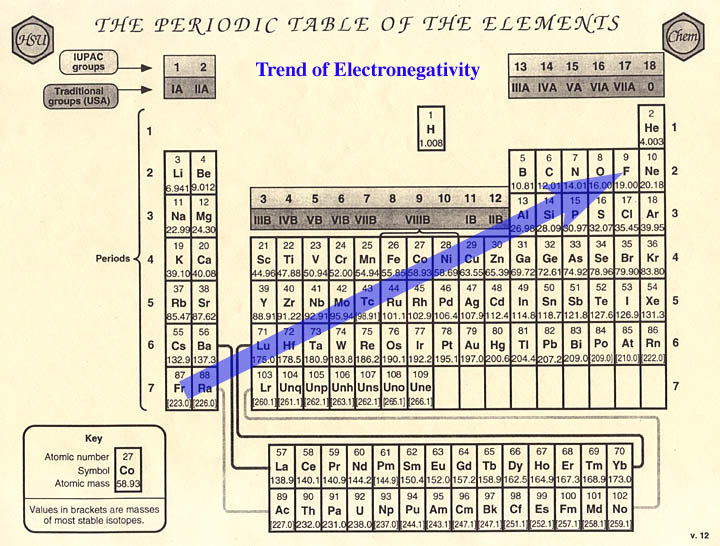 HSU
THE PERIODIC TABLE OF THE ELEMENTS
Chem
IUPAC
groups
1 2
Trend of Electronegativity
13 14 15 16 17 18
Traditional
groups (USA)
IA IIA
IIIA IVA VA VIA VIIA 0
1 2
1 H He 1
1.008 4.003
3 4 5 6 7 8 9 10
2 Li Be B C N O F Ne 2
6.941 9.012 10.81 12.01 14.01 16.00 19.00 20.18
3 4 5 6 7 8 9 10 11 12
IIIB IVB VB VIB VIIB VIIIB IB IIB
11 12 13 14 15 16 17 18
3 Na Mg Al Si P S Cl Ar 3
22.99 24.30 26.98 28.09 30.97 32.07 35.45 39.95
Periods
19 20 21 22 23 24 25 26 27 28 29 30 31 32 33 34 35 36
4 K Ca Sc Ti V Cr Mn Fe Co Ni Cu Zn Ga Ge As Se Br Kr 4
39.10 40.08 44.96 47.88 50.94 52.00 54.94 55.85 58.93 58.69 63.55 39.39 69.72 72.61 74.92 78.96 79.90 83.80
37 38 39 40 41 42 43 44 45 46 47 48 49 50 51 52 53 54
5 Rb Sr Y Zr Nb Mo Tc Ru Rh Pd Ag Cd In Sn Sb Te I Xe 5
85.47 87.62 88.91 91.22 92.91 95.94 [98.91] 101.1 102.9 106.4 107.9 112.4 114.8 118.7 121.8 127.6 126.9 131.3
55 56 71 72 73 74 75 76 77 78 79 80 81 82 83 84 85 86
6 Cs Ba Lu Hf Ta W Re Os Ir Pt Au Hg Tl Pb Bi Po At Rn 6
132.9 137.3 175.0 178.5 180.9 183.8 186.2 190.1 192.2 195.1 197.0 200.6 204.4 207.2 209.0 [209.0] [210.0] [222.0]
87 88 103 104 105 106 107 108 109
7 Fr Ra Lr Unq Unp Unh Uns Uno Une 7
[223.0] [226.0] [260.1] [261.1] [262.1] [263.1] [262.1] [265.1] [266.1]
Key
Atomic number 27
Symbol Co
Atomic mass 58.93
Values in brackets are masses
of most stable isotopes.
57 58 59 60 61 62 63 64 65 66 67 68 69 70
La Ce Pr Nd Pm Sm Eu Gd Tb Dy Ho Er Tm Yb
138.9 140.1 140.9 144.2 [144.9] 150.4 152.0 157.2 158.9 162.5 164.9 167.3 168.9 173.0
89 90 91 92 93 94 95 96 97 98 99 100 101 102
Ac Th Pa U Np Pu Am Cm Bk Cf Es Fm Md No
[227.0] 232.0 231.0 238.0 [237.0] [244.1] [243.1] [247.1] [247.1] [251.1] [252.1] [257.1] [258.1] [259.1]
v. 12